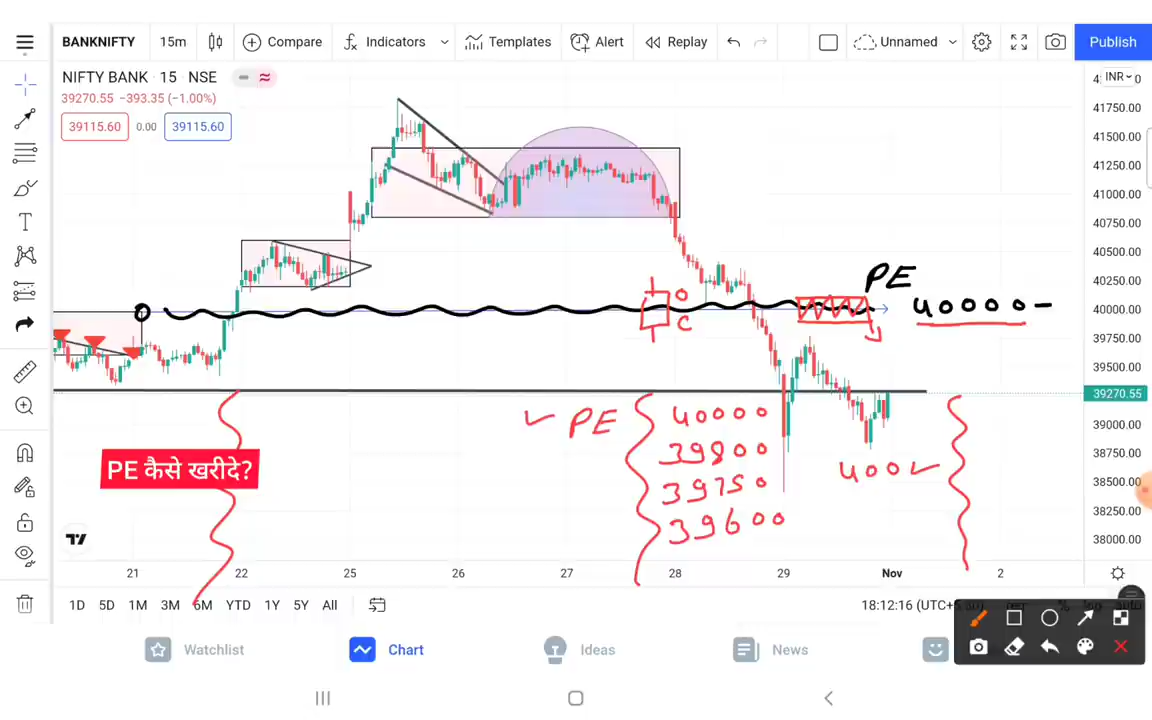 BANKNIFTY 15m Compare Indicators Templates Alert Replay Unnamed Publish
NIFTY BANK · 15 · NSE
INR
39270.55 −393.35 (−1.00%)
39115.60 0.00 39115.60
41750.00
41500.00
41250.00
41000.00
40750.00
40500.00
40250.00
40000.00
39750.00
39500.00
39270.55
39000.00
38750.00
38500.00
38250.00
38000.00
PE
40000-
O
C
✓ PE
40000
39800
39750
39600
400 ✓
PE कैसे खरीदे?
21 22 25 26 27 28 29 Nov 2
1D 5D 1M 3M 6M YTD 1Y 5Y All
18:12:16 (UTC+5
Watchlist Chart Ideas News